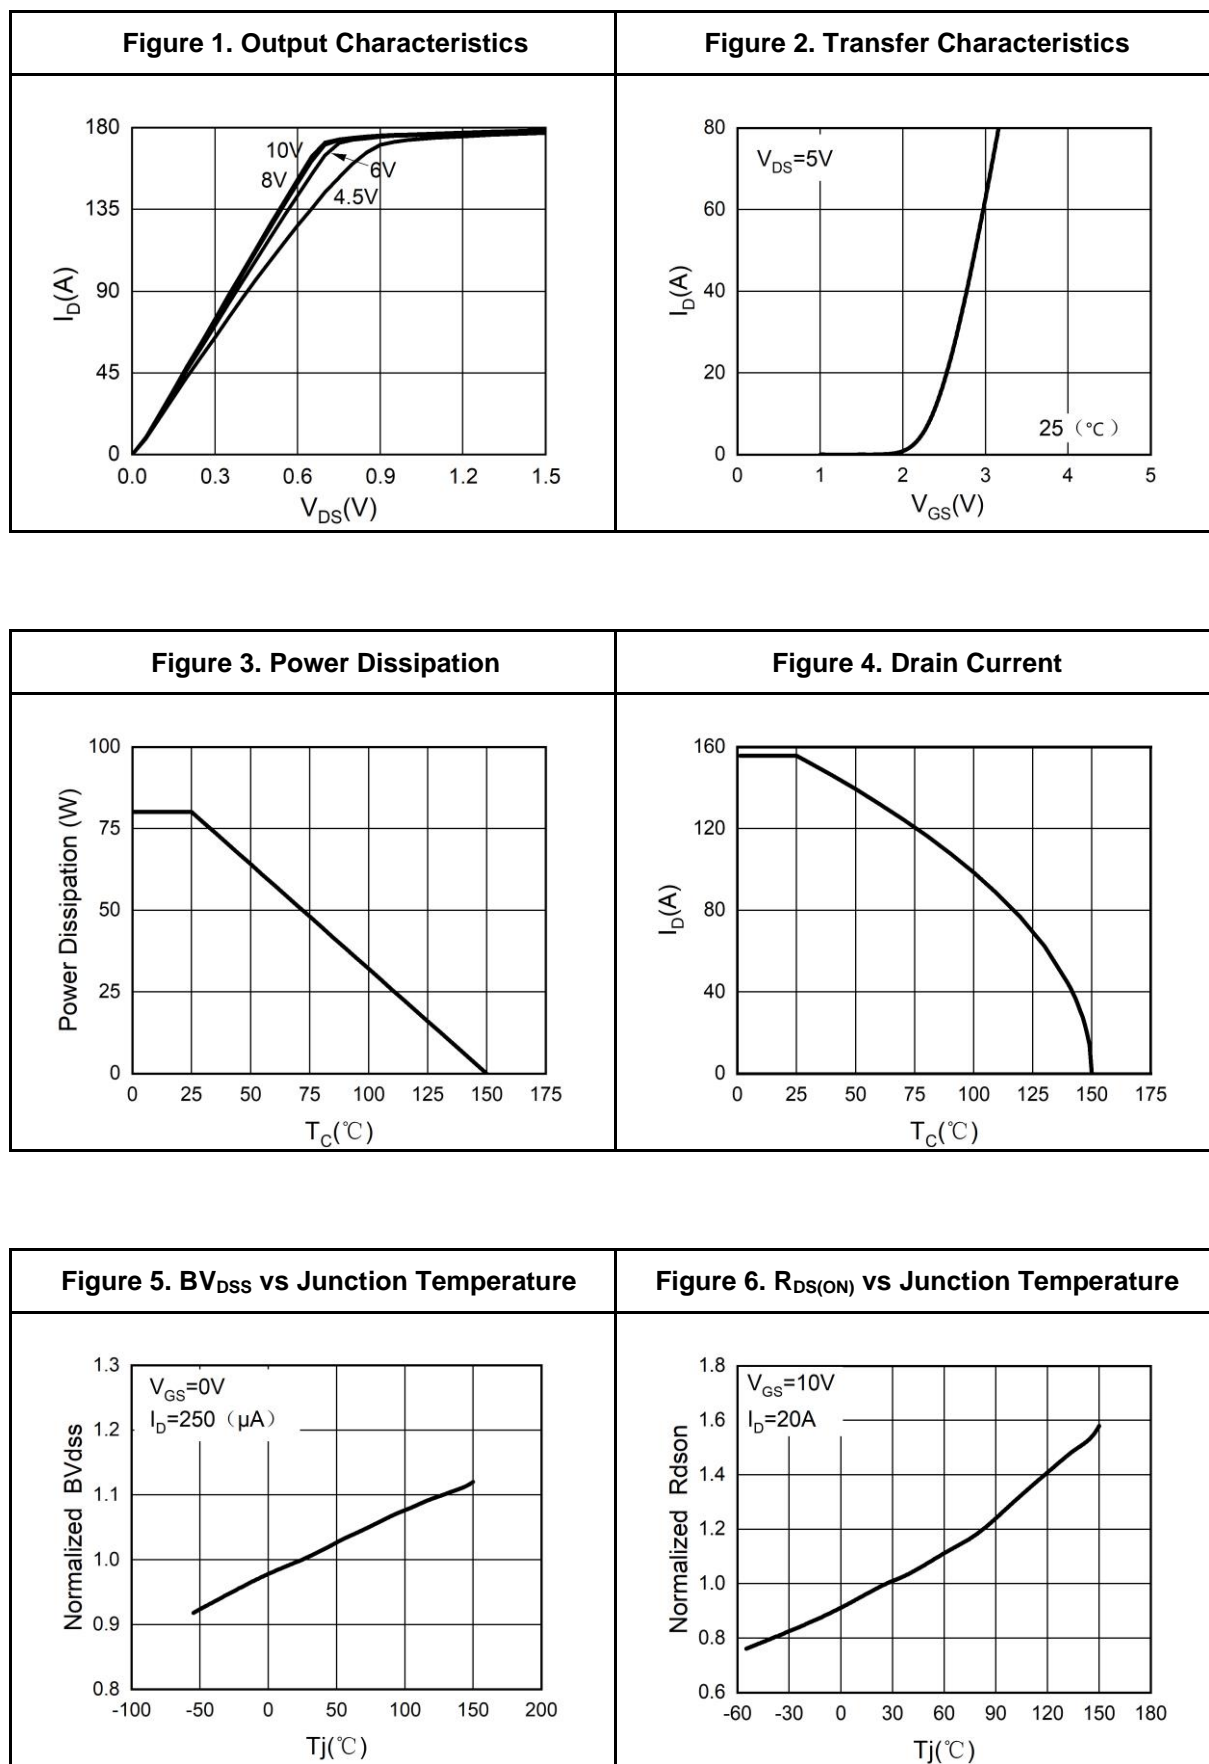 Figure 1. Output Characteristics
Figure 2. Transfer Characteristics
180
135
90
45
0
I_D(A)
10V
8V
6V
4.5V
0.0 0.3 0.6 0.9 1.2 1.5
V_DS(V)
80
60
40
20
0
I_D(A)
V_DS=5V
25（℃）
0 1 2 3 4 5
V_GS(V)
Figure 3. Power Dissipation
Figure 4. Drain Current
100
75
50
25
0
Power Dissipation (W)
0 25 50 75 100 125 150 175
T_C(℃)
160
120
80
40
0
I_D(A)
0 25 50 75 100 125 150 175
T_C(℃)
Figure 5. BV_DSS vs Junction Temperature
Figure 6. R_DS(ON) vs Junction Temperature
1.3
1.2
1.1
1.0
0.9
0.8
Normalized BVdss
V_GS=0V
I_D=250（μA）
-100 -50 0 50 100 150 200
Tj(℃)
1.8
1.6
1.4
1.2
1.0
0.8
0.6
Normalized Rdson
V_GS=10V
I_D=20A
-60 -30 0 30 60 90 120 150 180
Tj(℃)